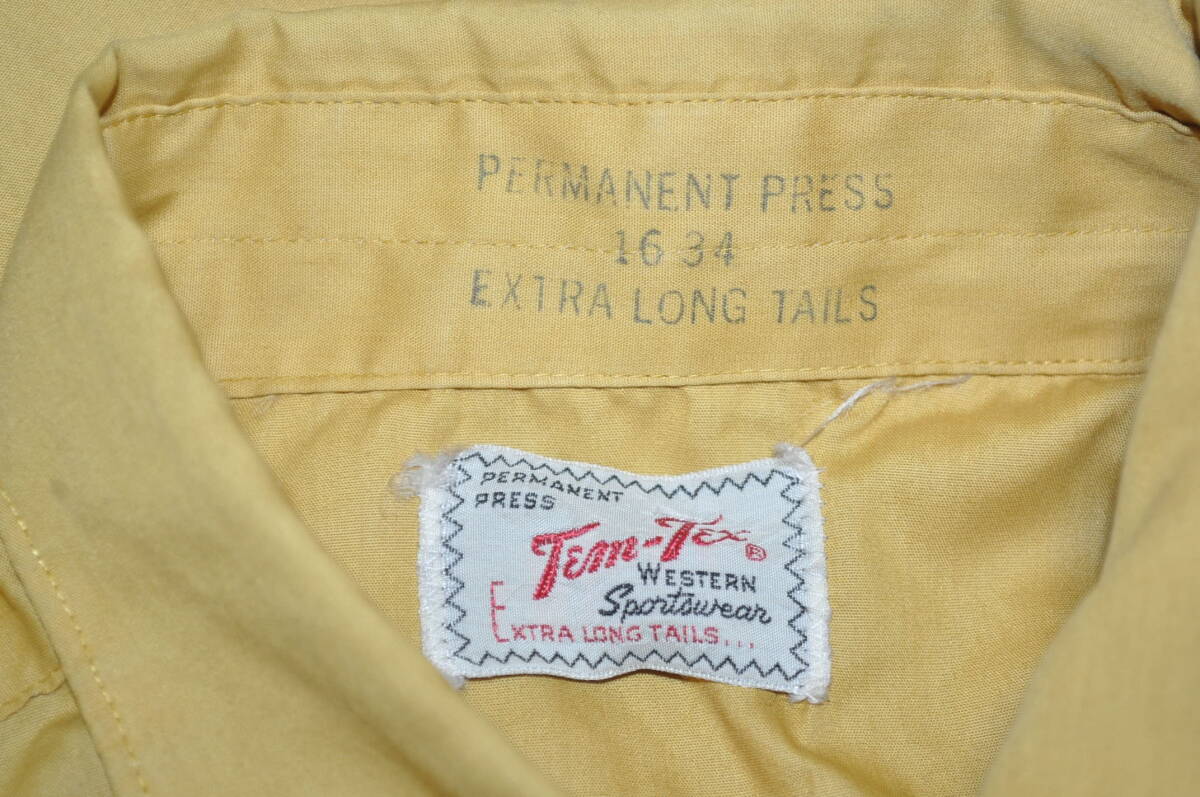 PERMANENT PRESS
16 34
EXTRA LONG TAILS
PERMANENT
PRESS
Tem-Tex®
WESTERN
Sportswear
EXTRA LONG TAILS...